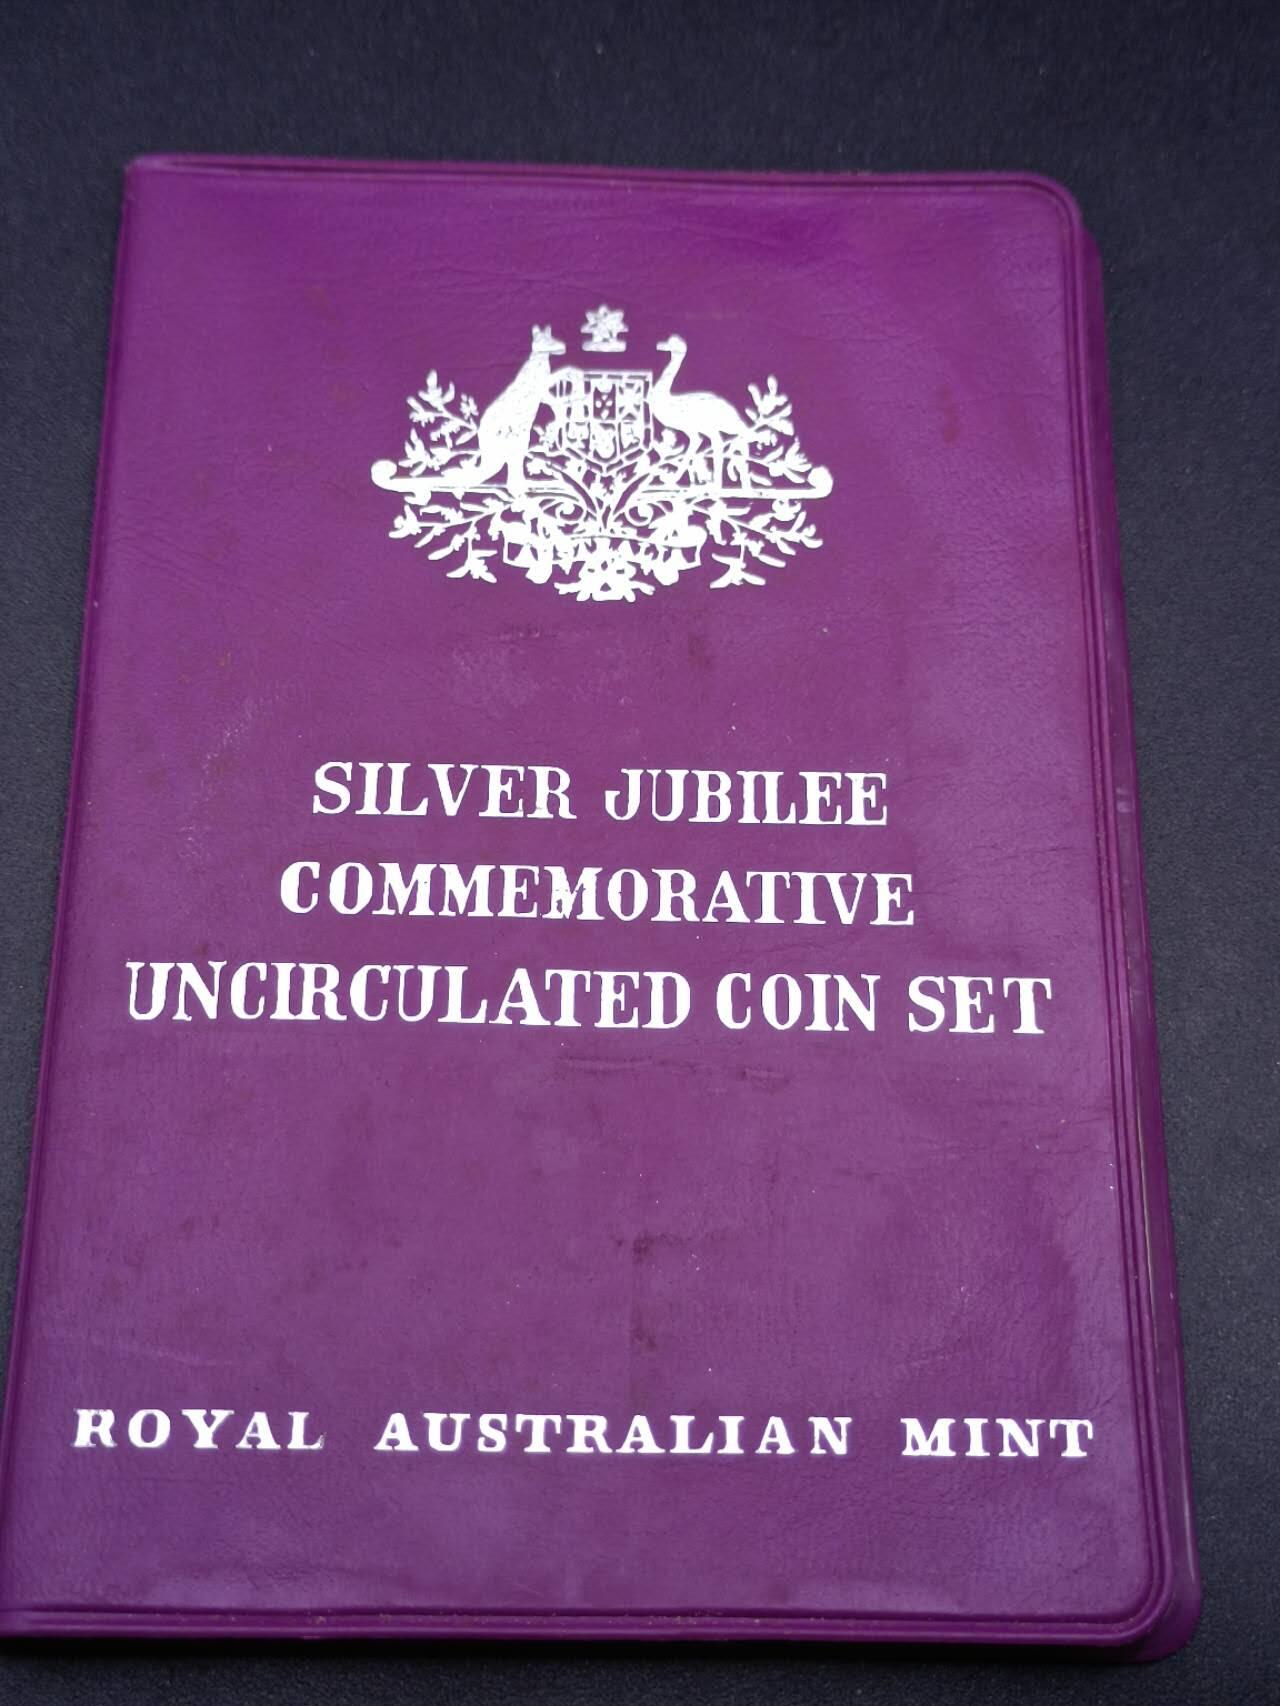 SILVER JUBILEE
COMMEMORATIVE
UNCIRCULATED COIN SET
ROYAL AUSTRALIAN MINT